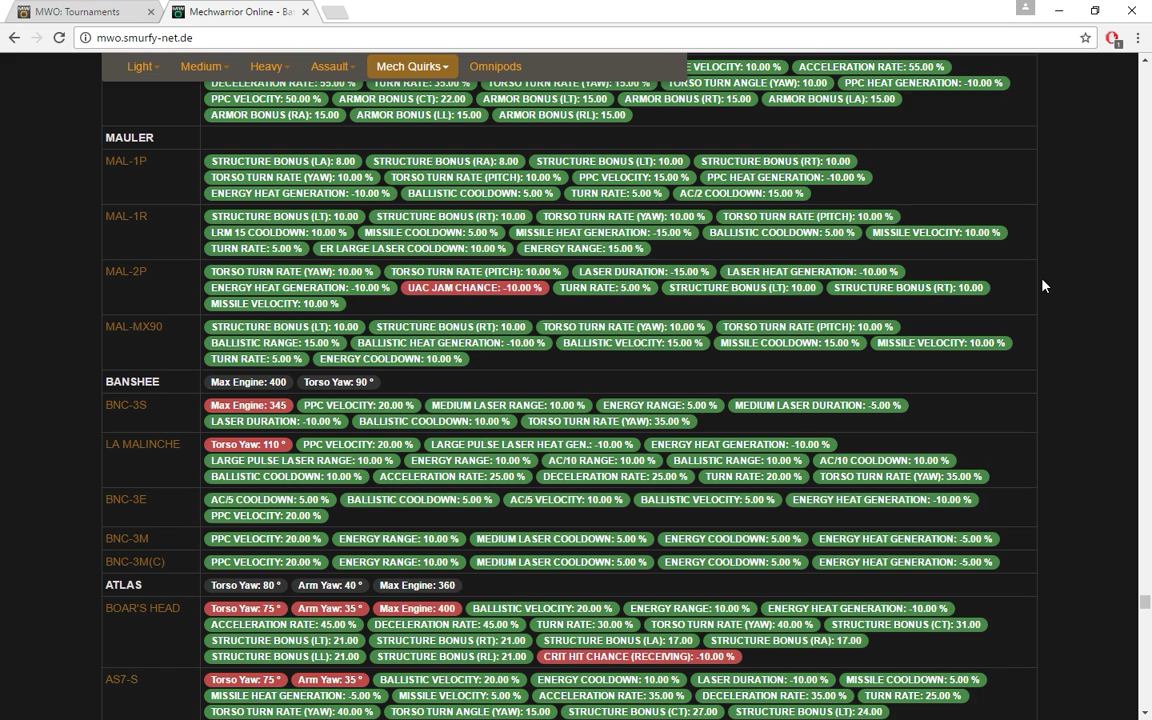 MWO: Tournaments
Mechwarrior Online - Ba
mwo.smurfy-net.de
1
Light Medium Heavy Assault Mech Quirks Omnipods
VELOCITY: 10.00 % ACCELERATION RATE: 55.00 %
DECELERATION RATE: 55.00 % TURN RATE: 35.00 % TORSO TURN RATE (YAW): 15.00 % TORSO TURN ANGLE (YAW): 10.00 PPC HEAT GENERATION: -10.00 %
PPC VELOCITY: 50.00 % ARMOR BONUS (CT): 22.00 ARMOR BONUS (LT): 15.00 ARMOR BONUS (RT): 15.00 ARMOR BONUS (LA): 15.00
ARMOR BONUS (RA): 15.00 ARMOR BONUS (LL): 15.00 ARMOR BONUS (RL): 15.00
MAULER
MAL-1P STRUCTURE BONUS (LA): 8.00 STRUCTURE BONUS (RA): 8.00 STRUCTURE BONUS (LT): 10.00 STRUCTURE BONUS (RT): 10.00
TORSO TURN RATE (YAW): 10.00 % TORSO TURN RATE (PITCH): 10.00 % PPC VELOCITY: 15.00 % PPC HEAT GENERATION: -10.00 %
ENERGY HEAT GENERATION: -10.00 % BALLISTIC COOLDOWN: 5.00 % TURN RATE: 5.00 % AC/2 COOLDOWN: 15.00 %
MAL-1R STRUCTURE BONUS (LT): 10.00 STRUCTURE BONUS (RT): 10.00 TORSO TURN RATE (YAW): 10.00 % TORSO TURN RATE (PITCH): 10.00 %
LRM 15 COOLDOWN: 10.00 % MISSILE COOLDOWN: 5.00 % MISSILE HEAT GENERATION: -15.00 % BALLISTIC COOLDOWN: 5.00 % MISSILE VELOCITY: 10.00 %
TURN RATE: 5.00 % ER LARGE LASER COOLDOWN: 10.00 % ENERGY RANGE: 15.00 %
MAL-2P TORSO TURN RATE (YAW): 10.00 % TORSO TURN RATE (PITCH): 10.00 % LASER DURATION: -15.00 % LASER HEAT GENERATION: -10.00 %
ENERGY HEAT GENERATION: -10.00 % UAC JAM CHANCE: -10.00 % TURN RATE: 5.00 % STRUCTURE BONUS (LT): 10.00 STRUCTURE BONUS (RT): 10.00
MISSILE VELOCITY: 10.00 %
MAL-MX90 STRUCTURE BONUS (LT): 10.00 STRUCTURE BONUS (RT): 10.00 TORSO TURN RATE (YAW): 10.00 % TORSO TURN RATE (PITCH): 10.00 %
BALLISTIC RANGE: 15.00 % BALLISTIC HEAT GENERATION: -10.00 % BALLISTIC VELOCITY: 15.00 % MISSILE COOLDOWN: 15.00 % MISSILE VELOCITY: 10.00 %
TURN RATE: 5.00 % ENERGY COOLDOWN: 10.00 %
BANSHEE Max Engine: 400 Torso Yaw: 90 °
BNC-3S Max Engine: 345 PPC VELOCITY: 20.00 % MEDIUM LASER RANGE: 10.00 % ENERGY RANGE: 5.00 % MEDIUM LASER DURATION: -5.00 %
LASER DURATION: -10.00 % BALLISTIC COOLDOWN: 10.00 % TORSO TURN RATE (YAW): 35.00 %
LA MALINCHE Torso Yaw: 110 ° PPC VELOCITY: 20.00 % LARGE PULSE LASER HEAT GEN.: -10.00 % ENERGY HEAT GENERATION: -10.00 %
LARGE PULSE LASER RANGE: 10.00 % ENERGY RANGE: 10.00 % AC/10 RANGE: 10.00 % BALLISTIC RANGE: 10.00 % AC/10 COOLDOWN: 10.00 %
BALLISTIC COOLDOWN: 10.00 % ACCELERATION RATE: 25.00 % DECELERATION RATE: 25.00 % TURN RATE: 20.00 % TORSO TURN RATE (YAW): 35.00 %
BNC-3E AC/5 COOLDOWN: 5.00 % BALLISTIC COOLDOWN: 5.00 % AC/5 VELOCITY: 10.00 % BALLISTIC VELOCITY: 5.00 % ENERGY HEAT GENERATION: -10.00 %
PPC VELOCITY: 20.00 %
BNC-3M PPC VELOCITY: 20.00 % ENERGY RANGE: 10.00 % MEDIUM LASER COOLDOWN: 5.00 % ENERGY COOLDOWN: 5.00 % ENERGY HEAT GENERATION: -5.00 %
BNC-3M(C) PPC VELOCITY: 20.00 % ENERGY RANGE: 10.00 % MEDIUM LASER COOLDOWN: 5.00 % ENERGY COOLDOWN: 5.00 % ENERGY HEAT GENERATION: -5.00 %
ATLAS Torso Yaw: 80 ° Arm Yaw: 40 ° Max Engine: 360
BOAR'S HEAD Torso Yaw: 75 ° Arm Yaw: 35 ° Max Engine: 400 BALLISTIC VELOCITY: 20.00 % ENERGY RANGE: 10.00 % ENERGY HEAT GENERATION: -10.00 %
ACCELERATION RATE: 45.00 % DECELERATION RATE: 45.00 % TURN RATE: 30.00 % TORSO TURN RATE (YAW): 40.00 % STRUCTURE BONUS (CT): 31.00
STRUCTURE BONUS (LT): 21.00 STRUCTURE BONUS (RT): 21.00 STRUCTURE BONUS (LA): 17.00 STRUCTURE BONUS (RA): 17.00
STRUCTURE BONUS (LL): 21.00 STRUCTURE BONUS (RL): 21.00 CRIT HIT CHANCE (RECEIVING): -10.00 %
AS7-S Torso Yaw: 75 ° Arm Yaw: 35 ° BALLISTIC VELOCITY: 20.00 % ENERGY COOLDOWN: 10.00 % LASER DURATION: -10.00 % MISSILE COOLDOWN: 5.00 %
MISSILE HEAT GENERATION: -5.00 % MISSILE VELOCITY: 5.00 % ACCELERATION RATE: 35.00 % DECELERATION RATE: 35.00 % TURN RATE: 25.00 %
TORSO TURN RATE (YAW): 40.00 % TORSO TURN ANGLE (YAW): 15.00 STRUCTURE BONUS (CT): 27.00 STRUCTURE BONUS (LT): 24.00